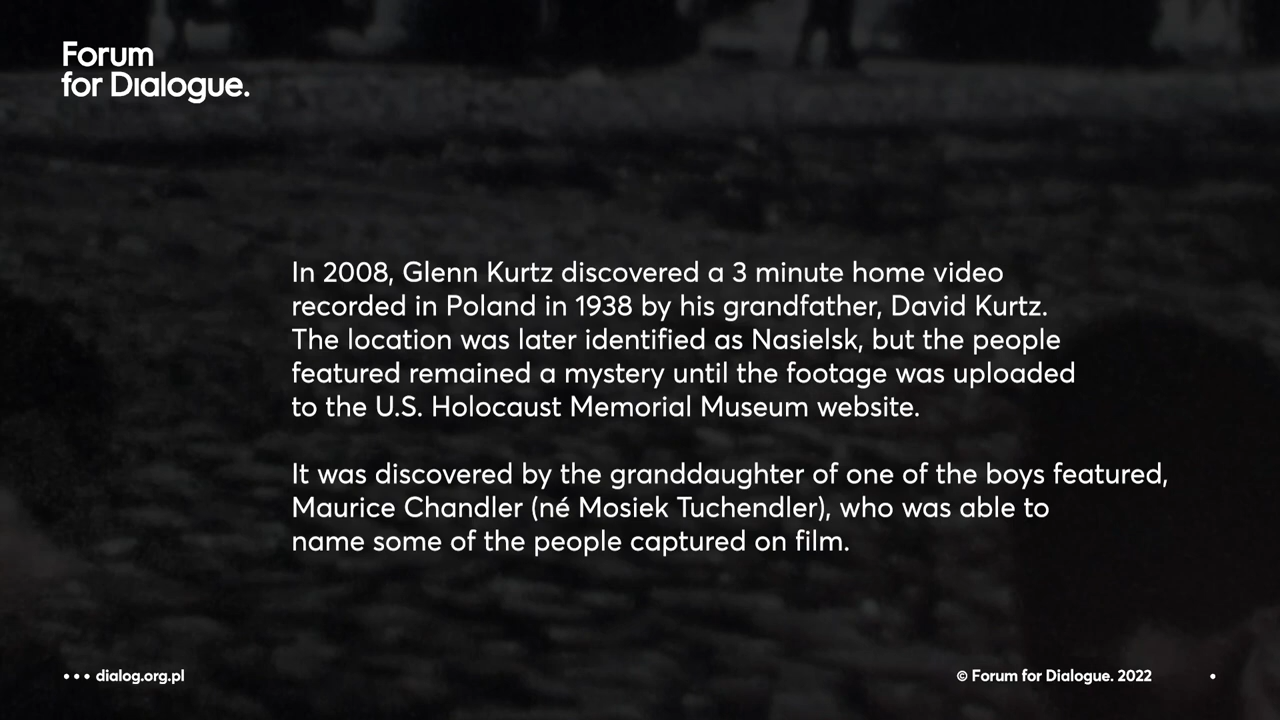 Forum
for Dialogue.
In 2008, Glenn Kurtz discovered a 3 minute home video
recorded in Poland in 1938 by his grandfather, David Kurtz.
The location was later identified as Nasielsk, but the people
featured remained a mystery until the footage was uploaded
to the U.S. Holocaust Memorial Museum website.
It was discovered by the granddaughter of one of the boys featured,
Maurice Chandler (né Mosiek Tuchendler), who was able to
name some of the people captured on film.
••• dialog.org.pl
© Forum for Dialogue. 2022